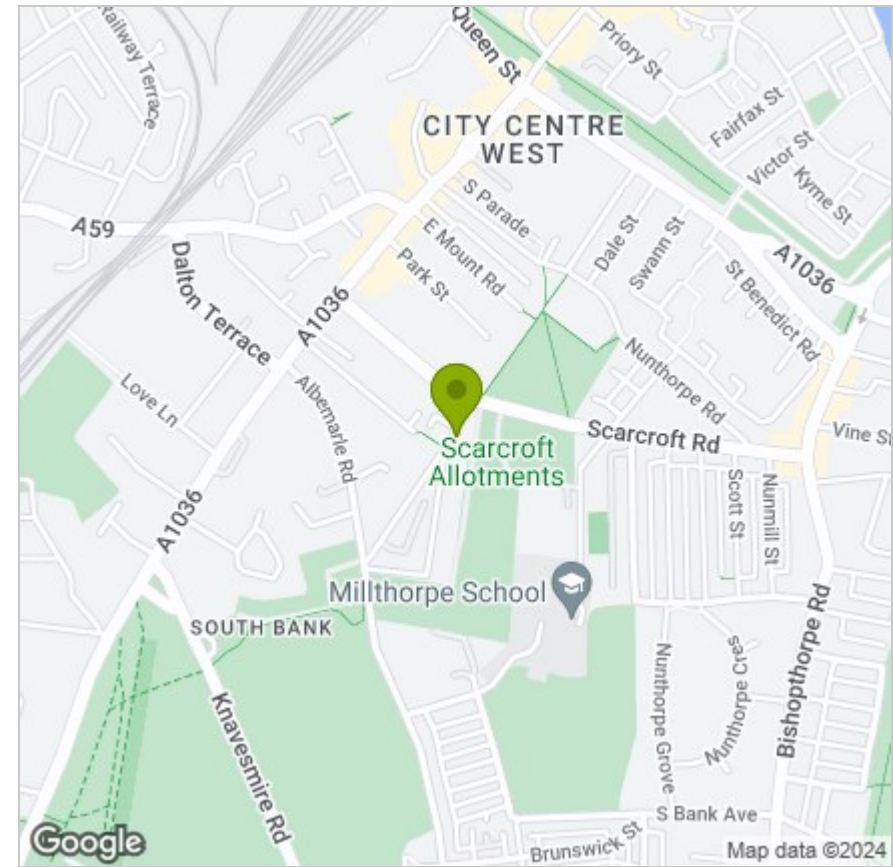 Railway Terrace
Queen St
Priory St
Fairfax St
Victor St
Kyme St
CITY CENTRE
WEST
S Parade
Dale St
Swann St
A59
E Mount Rd
Park St
A1036
St Benedict Rd
Dalton Terrace
A1036
Nunthorpe Rd
Love Ln
Albemarle Rd
Scarcroft Rd
Vine St
Scarcroft
Allotments
Scott St
Nunmill St
A1036
Millthorpe School
SOUTH BANK
Bishopthorpe Rd
Nunthorpe Grove
Nunthorpe Cres
Knavesmire Rd
S Bank Ave
Brunswick St
Google
Map data ©2024